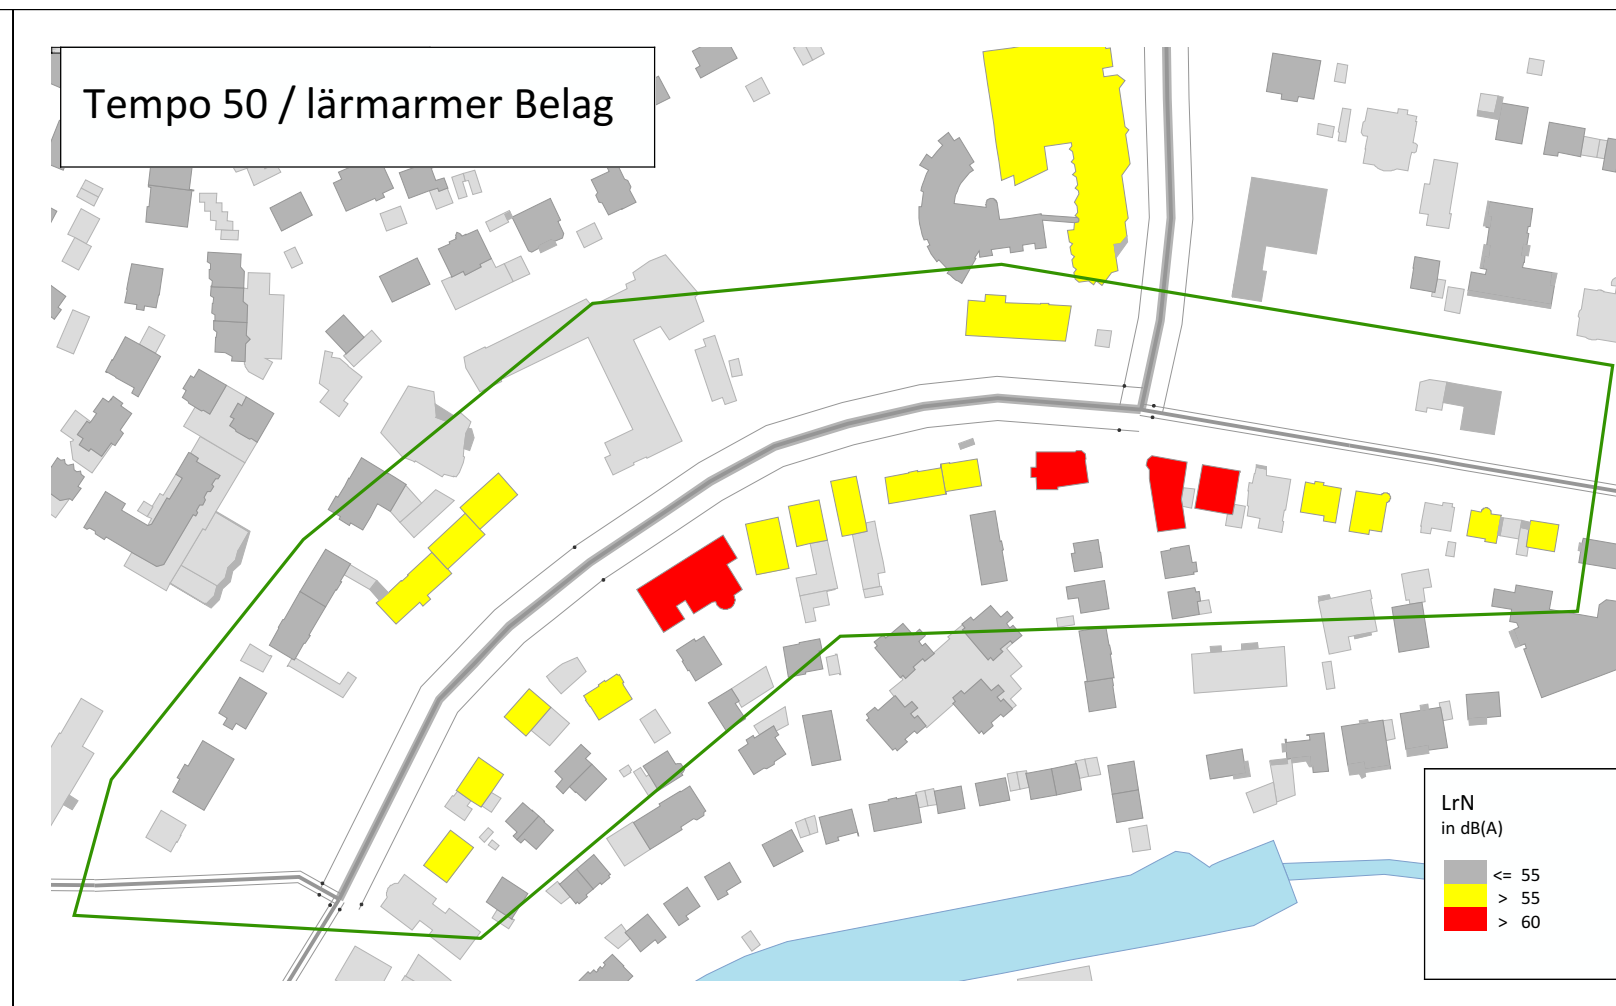 Tempo 50 / lärmarmer Belag
LrN
in dB(A)
<= 55
> 55
> 60